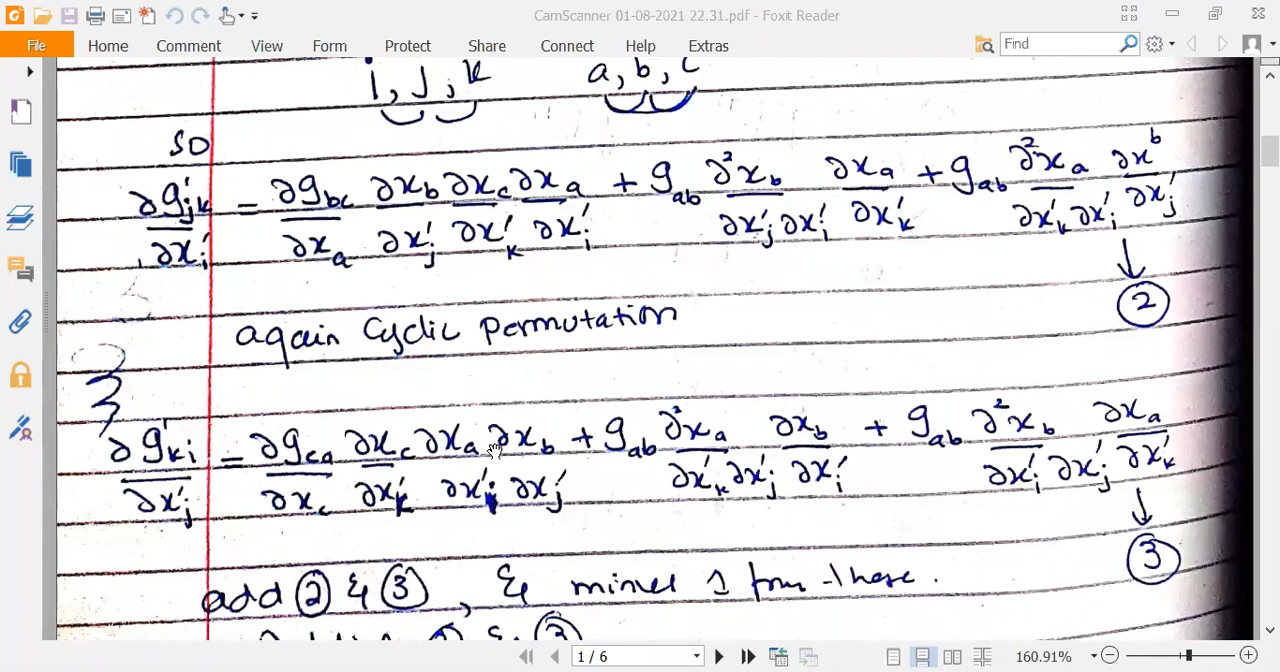 CamScanner 01-08-2021 22.31.pdf - Foxit Reader
File Home Comment View Form Protect Share Connect Help Extras Find
i, j, k a, b, c
so
∂g'jk/∂x'i = ∂gbc/∂xa ∂xb/∂x'j ∂xc/∂x'k ∂xa/∂x'i + gab ∂²xb/∂x'j∂x'i ∂xa/∂x'k + gab ∂²xa/∂x'k∂x'i ∂x^b/∂x'j
②
again Cyclic Permutation
∂g'ki/∂x'j = ∂gca/∂xc ∂xc/∂x'k ∂xa/∂x'i ∂xb/∂x'j + gab ∂²xa/∂x'k∂x'j ∂xb/∂x'i + gab ∂²xb/∂x'i∂x'j ∂xa/∂x'k
③
add ② & ③, & minus 1 from these.
1 / 6 160.91%